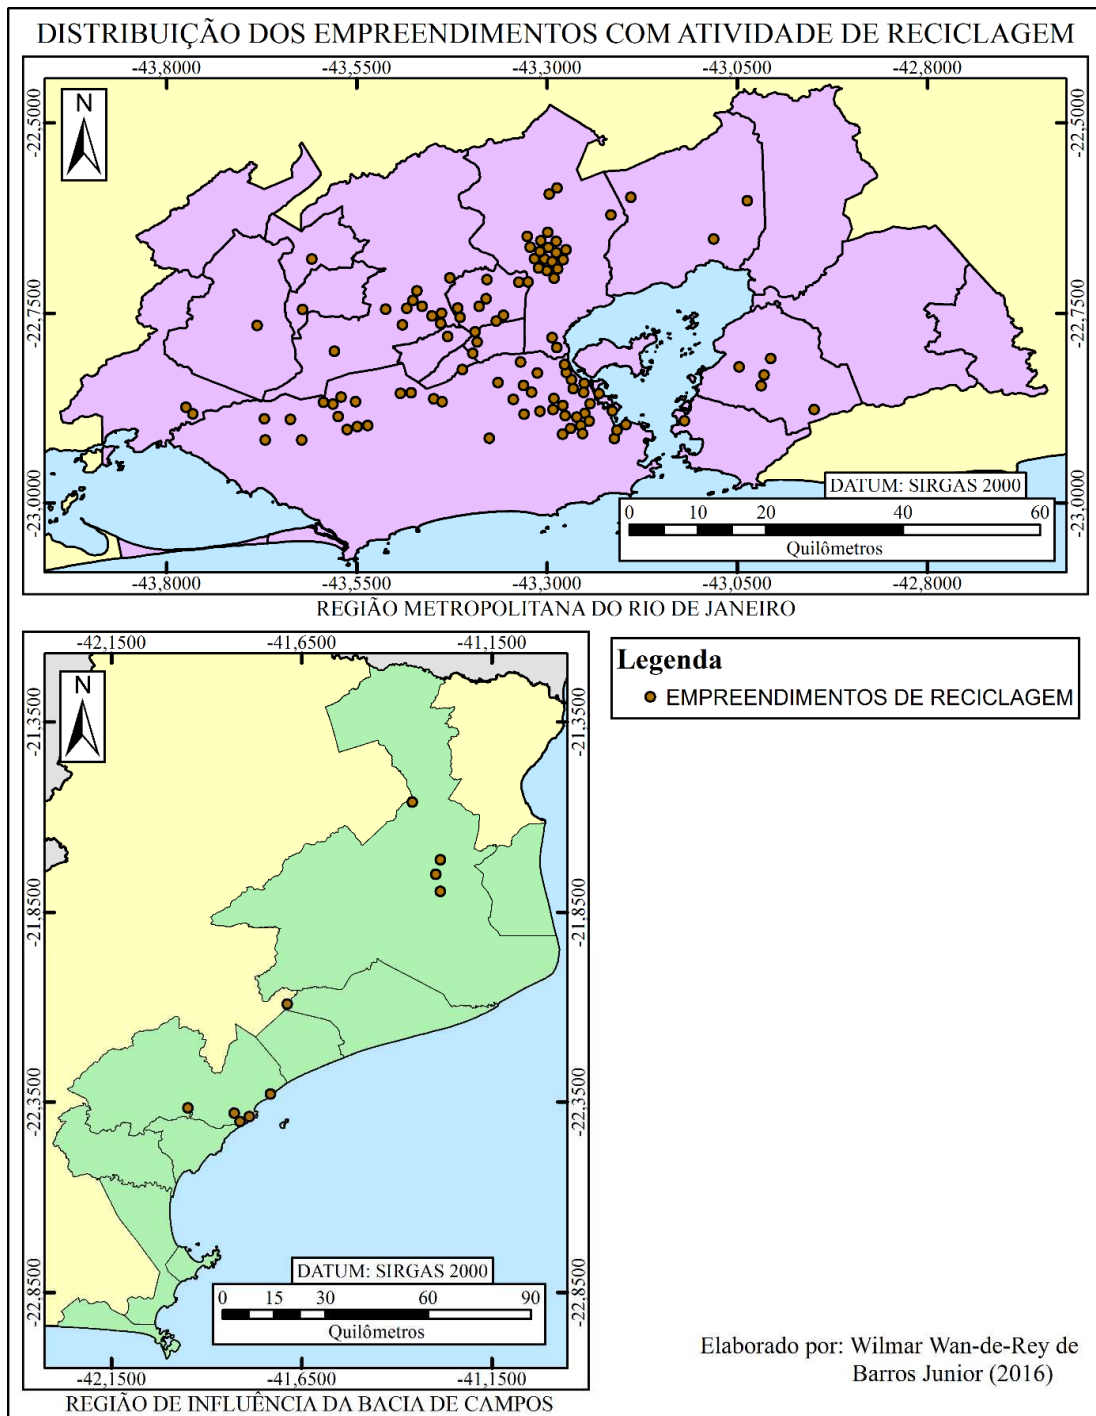 DISTRIBUIÇÃO DOS EMPREENDIMENTOS COM ATIVIDADE DE RECICLAGEM
-43,8000 -43,5500 -43,3000 -43,0500 -42,8000
N
-22,5000 -22,5000
-22,7500 -22,7500
-23,0000 -23,0000
DATUM: SIRGAS 2000
0 10 20 40 60
Quilômetros
-43,8000 -43,5500 -43,3000 -43,0500 -42,8000
REGIÃO METROPOLITANA DO RIO DE JANEIRO
-42,1500 -41,6500 -41,1500
N
-21,3500 -21,3500
-21,8500 -21,8500
-22,3500 -22,3500
-22,8500 -22,8500
DATUM: SIRGAS 2000
0 15 30 60 90
Quilômetros
-42,1500 -41,6500 -41,1500
REGIÃO DE INFLUÊNCIA DA BACIA DE CAMPOS
Legenda
EMPREENDIMENTOS DE RECICLAGEM
Elaborado por: Wilmar Wan-de-Rey de
Barros Junior (2016)